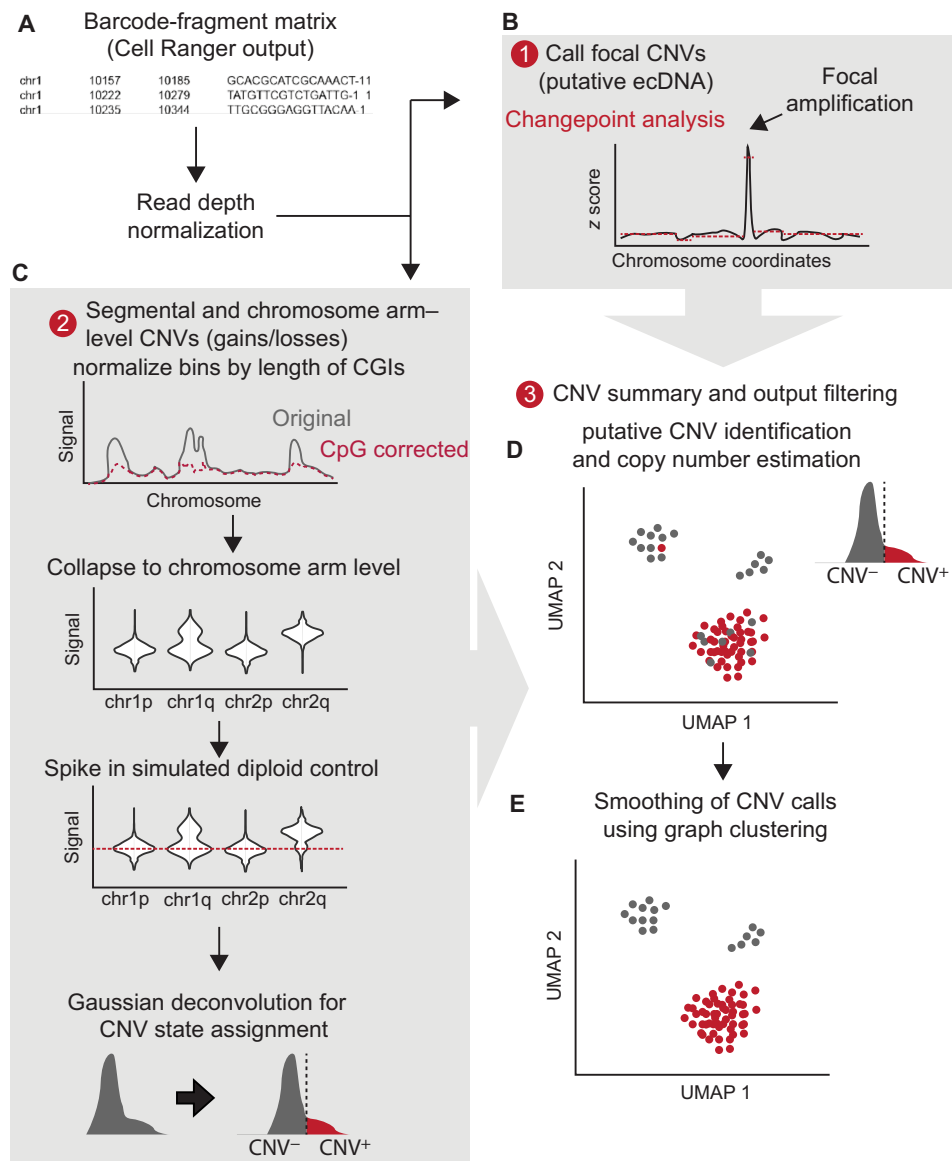 A
Barcode-fragment matrix
(Cell Ranger output)
chr1 10157 10185 GCACGCATCGCAAACT-11
chr1 10222 10279 TATGTTCGTCTGATTG-1 1
chr1 10235 10344 TTGCGGGAGGTTACAA-1
Read depth
normalization
B
1 Call focal CNVs
(putative ecDNA)
Changepoint analysis
Focal
amplification
z score
Chromosome coordinates
C
2 Segmental and chromosome arm–
level CNVs (gains/losses)
normalize bins by length of CGIs
Signal
Original
CpG corrected
Chromosome
Collapse to chromosome arm level
Signal
chr1p chr1q chr2p chr2q
Spike in simulated diploid control
Signal
chr1p chr1q chr2p chr2q
Gaussian deconvolution for
CNV state assignment
CNV− CNV+
3 CNV summary and output filtering
D
putative CNV identification
and copy number estimation
CNV− CNV+
UMAP 2
UMAP 1
E
Smoothing of CNV calls
using graph clustering
UMAP 2
UMAP 1